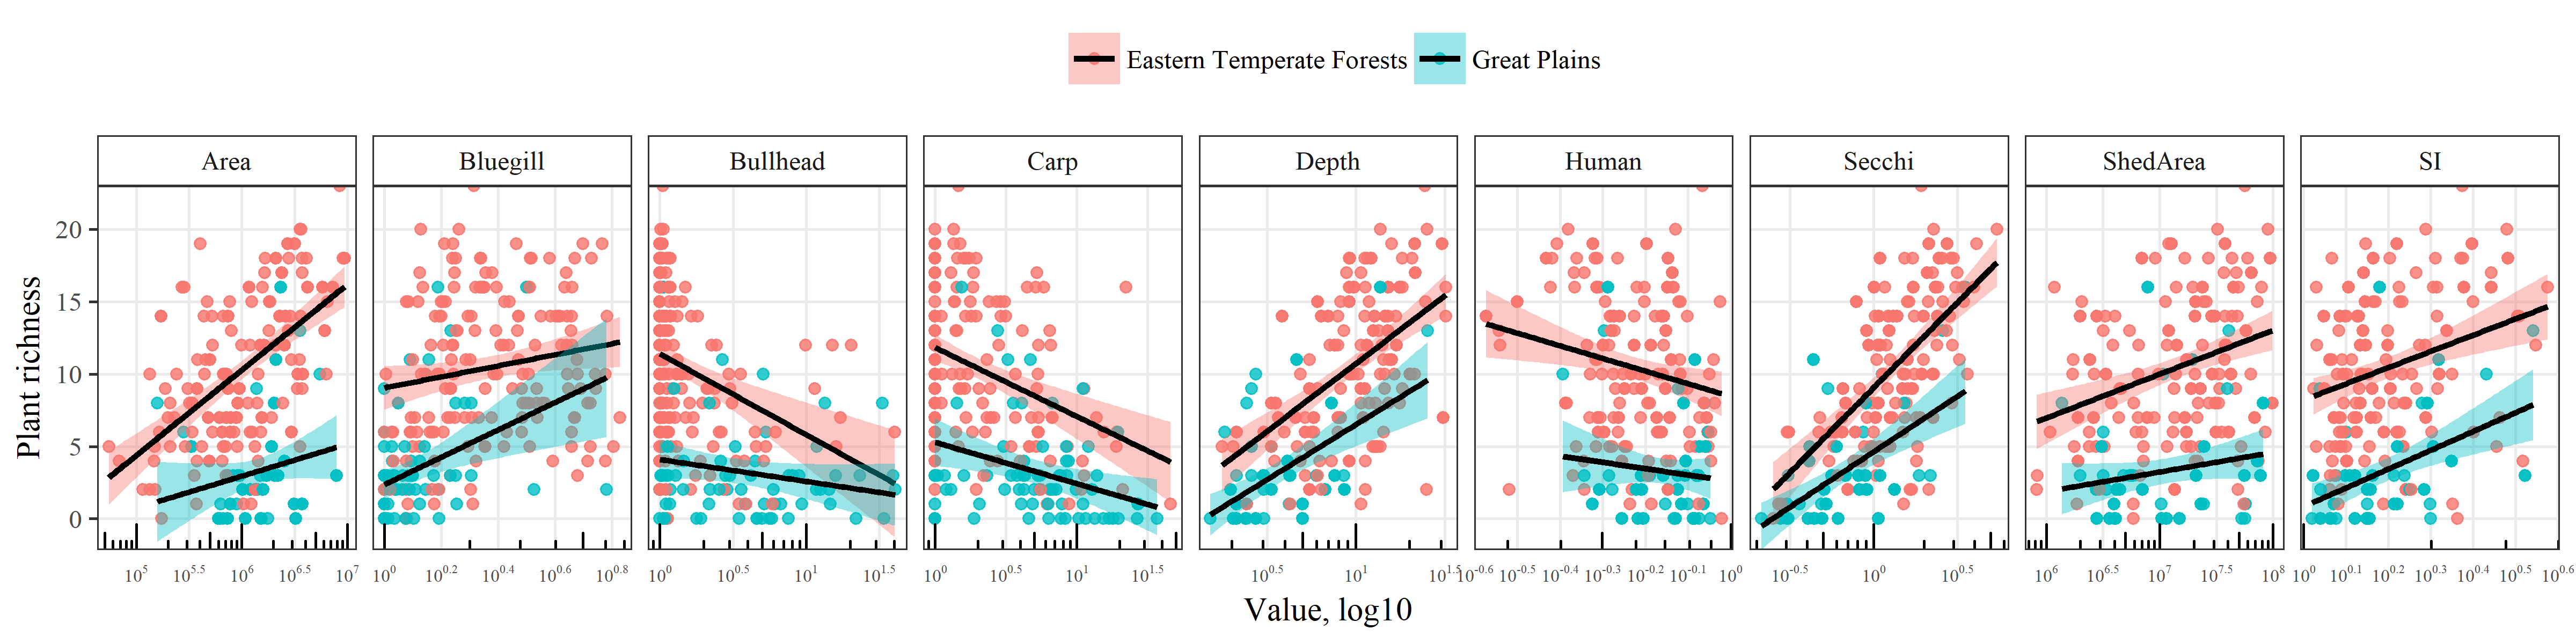 Eastern Temperate Forests Great Plains
Area Bluegill Bullhead Carp Depth Human Secchi ShedArea SI
Plant richness
20
15
10
5
0
10^5 10^5.5 10^6 10^6.5 10^7 10^0 10^0.2 10^0.4 10^0.6 10^0.8 10^0 10^0.5 10^1 10^1.5 10^0 10^0.5 10^1 10^1.5 10^0.5 10^1 10^1.5 10^-0.6 10^-0.5 10^-0.4 10^-0.3 10^-0.2 10^-0.1 10^0 10^-0.5 10^0 10^0.5 10^6 10^6.5 10^7 10^7.5 10^8 10^0 10^0.1 10^0.2 10^0.3 10^0.4 10^0.5 10^0.6
Value, log10